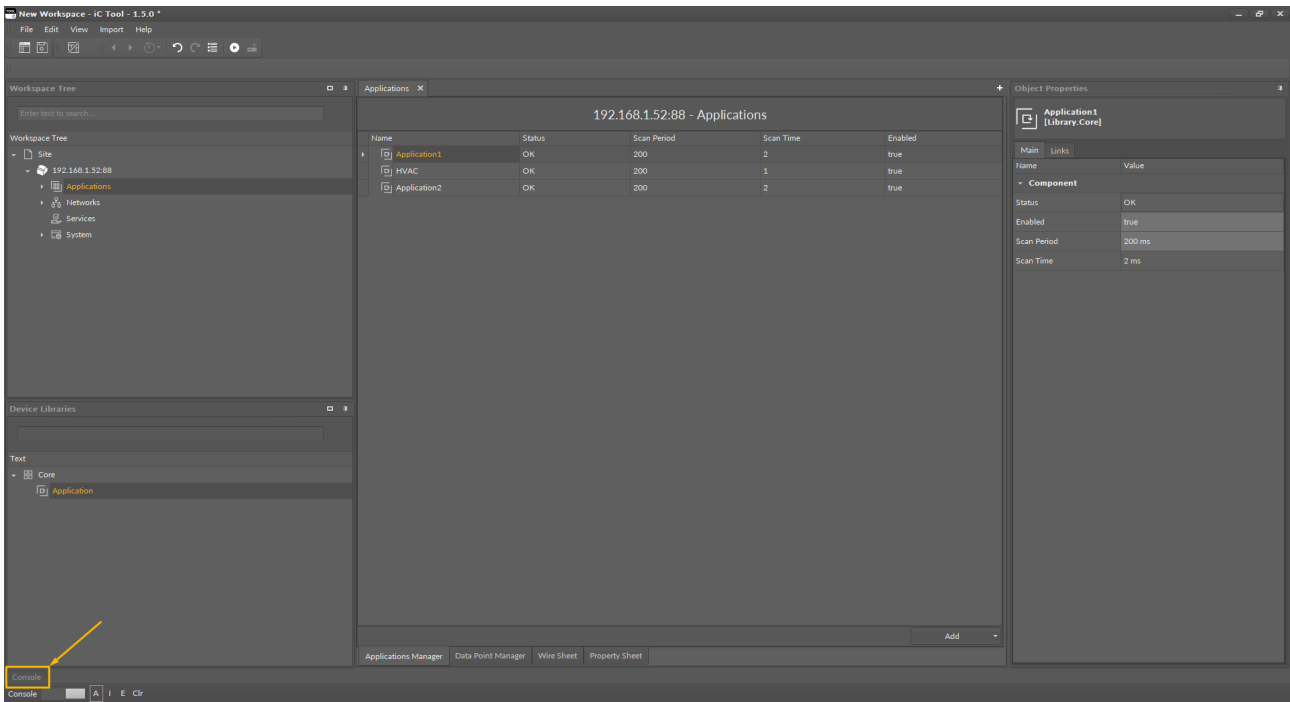 New Workspace - iC Tool - 1.5.0 *
File Edit View Import Help
Workspace Tree
Enter text to search...
Workspace Tree
Site
192.168.1.52:88
Applications
Networks
Services
System
Device Libraries
Text
Core
Application
Applications
192.168.1.52:88 - Applications
Name Status Scan Period Scan Time Enabled
Application1 OK 200 2 true
HVAC OK 200 1 true
Application2 OK 200 2 true
Add
Applications Manager Data Point Manager Wire Sheet Property Sheet
Object Properties
Application1
[Library.Core]
Main Links
Name Value
Component
Status OK
Enabled true
Scan Period 200 ms
Scan Time 2 ms
Console
Console A I E Clr